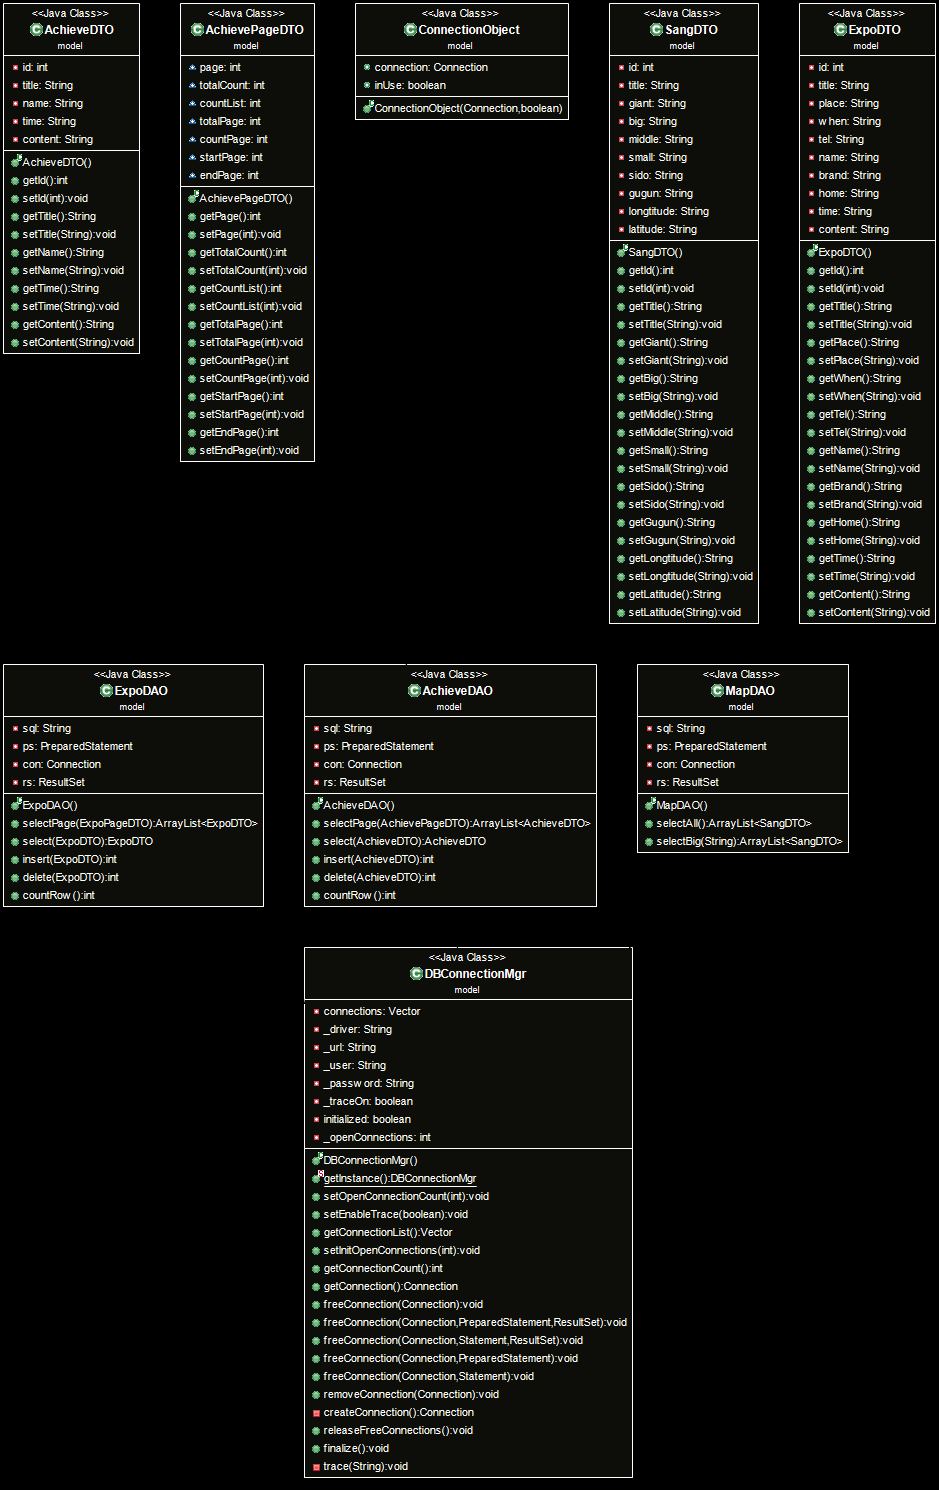 <<Java Class>>
AchieveDTO
model
id: int
title: String
name: String
time: String
content: String
AchieveDTO()
getId():int
setId(int):void
getTitle():String
setTitle(String):void
getName():String
setName(String):void
getTime():String
setTime(String):void
getContent():String
setContent(String):void
<<Java Class>>
AchievePageDTO
model
page: int
totalCount: int
countList: int
totalPage: int
countPage: int
startPage: int
endPage: int
AchievePageDTO()
getPage():int
setPage(int):void
getTotalCount():int
setTotalCount(int):void
getCountList():int
setCountList(int):void
getTotalPage():int
setTotalPage(int):void
getCountPage():int
setCountPage(int):void
getStartPage():int
setStartPage(int):void
getEndPage():int
setEndPage(int):void
<<Java Class>>
ConnectionObject
model
connection: Connection
inUse: boolean
ConnectionObject(Connection,boolean)
<<Java Class>>
SangDTO
model
id: int
title: String
giant: String
big: String
middle: String
small: String
sido: String
gugun: String
longtitude: String
latitude: String
SangDTO()
getId():int
setId(int):void
getTitle():String
setTitle(String):void
getGiant():String
setGiant(String):void
getBig():String
setBig(String):void
getMiddle():String
setMiddle(String):void
getSmall():String
setSmall(String):void
getSido():String
setSido(String):void
getGugun():String
setGugun(String):void
getLongtitude():String
setLongtitude(String):void
getLatitude():String
setLatitude(String):void
<<Java Class>>
ExpoDTO
model
id: int
title: String
place: String
when: String
tel: String
name: String
brand: String
home: String
time: String
content: String
ExpoDTO()
getId():int
setId(int):void
getTitle():String
setTitle(String):void
getPlace():String
setPlace(String):void
getWhen():String
setWhen(String):void
getTel():String
setTel(String):void
getName():String
setName(String):void
getBrand():String
setBrand(String):void
getHome():String
setHome(String):void
getTime():String
setTime(String):void
getContent():String
setContent(String):void
<<Java Class>>
ExpoDAO
model
sql: String
ps: PreparedStatement
con: Connection
rs: ResultSet
ExpoDAO()
selectPage(ExpoPageDTO):ArrayList<ExpoDTO>
select(ExpoDTO):ExpoDTO
insert(ExpoDTO):int
delete(ExpoDTO):int
countRow():int
<<Java Class>>
AchieveDAO
model
sql: String
ps: PreparedStatement
con: Connection
rs: ResultSet
AchieveDAO()
selectPage(AchievePageDTO):ArrayList<AchieveDTO>
select(AchieveDTO):AchieveDTO
insert(AchieveDTO):int
delete(AchieveDTO):int
countRow():int
<<Java Class>>
MapDAO
model
sql: String
ps: PreparedStatement
con: Connection
rs: ResultSet
MapDAO()
selectAll():ArrayList<SangDTO>
selectBig(String):ArrayList<SangDTO>
<<Java Class>>
DBConnectionMgr
model
connections: Vector
_driver: String
_url: String
_user: String
_password: String
_traceOn: boolean
initialized: boolean
_openConnections: int
DBConnectionMgr()
getInstance():DBConnectionMgr
setOpenConnectionCount(int):void
setEnableTrace(boolean):void
getConnectionList():Vector
setInitOpenConnections(int):void
getConnectionCount():int
getConnection():Connection
freeConnection(Connection):void
freeConnection(Connection,PreparedStatement,ResultSet):void
freeConnection(Connection,Statement,ResultSet):void
freeConnection(Connection,PreparedStatement):void
freeConnection(Connection,Statement):void
removeConnection(Connection):void
createConnection():Connection
releaseFreeConnections():void
finalize():void
trace(String):void